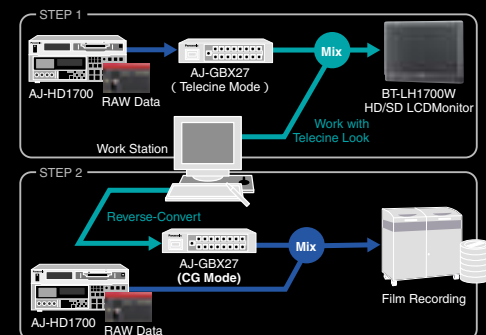 STEP 1
AJ-HD1700
RAW Data
AJ-GBX27
( Telecine Mode )
Mix
BT-LH1700W
HD/SD LCDMonitor
Work with
Telecine Look
Work Station
STEP 2
Reverse-Convert
AJ-GBX27
(CG Mode)
Mix
Film Recording
AJ-HD1700
RAW Data